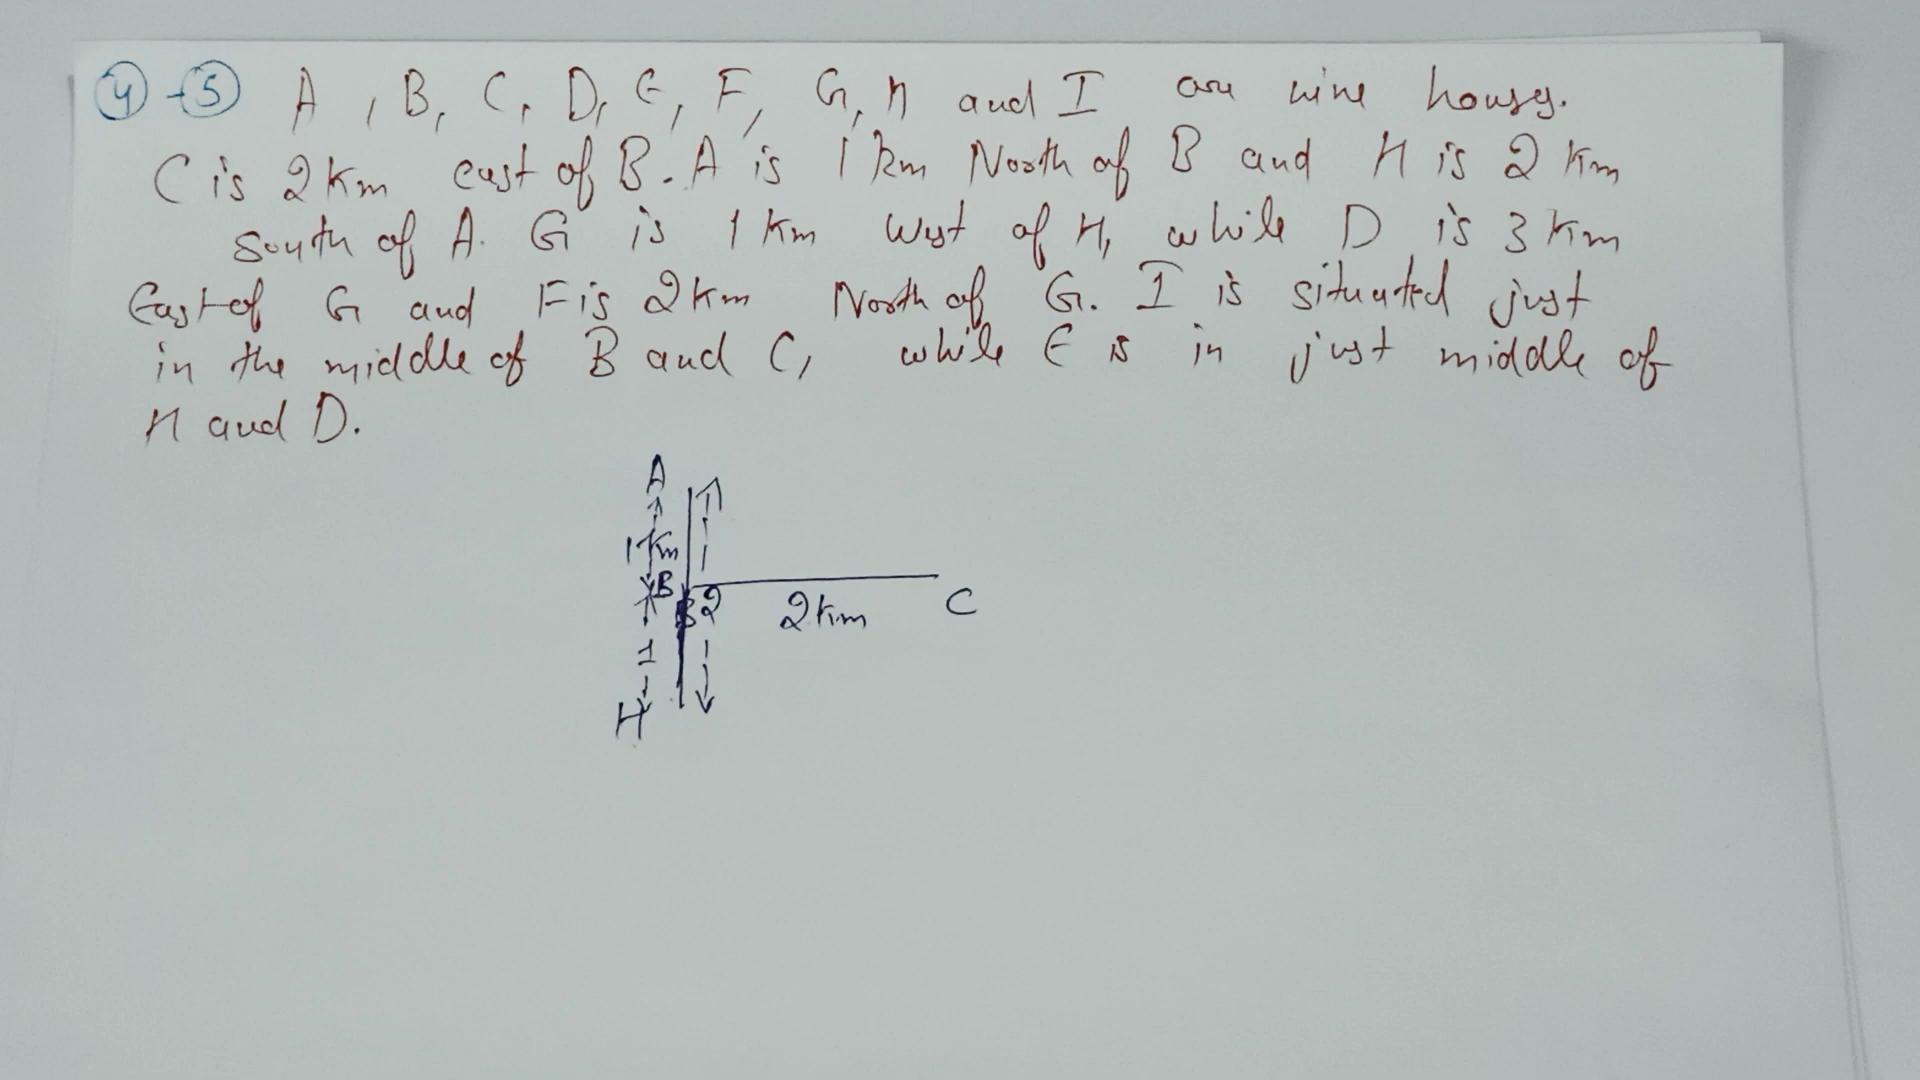 4 - 5 A, B, C, D, E, F, G, H and I are nine houses.
C is 2 km east of B. A is 1 km North of B and H is 2 km
south of A. G is 1 km west of H, while D is 3 km
East of G and F is 2 km North of G. I is situated just
in the middle of B and C, while E is in just middle of
H and D.
A
1 km
B
B 2
2 km C
1
H